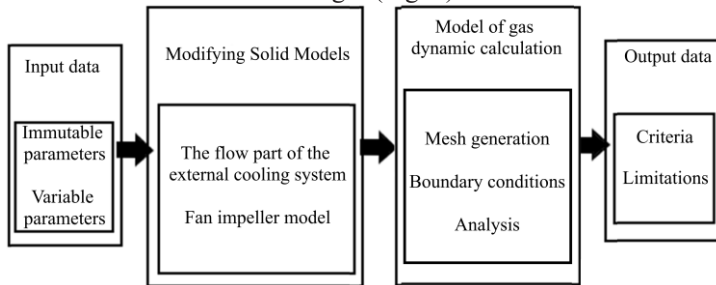 Input data
Immutable
parameters
Variable
parameters
Modifying Solid Models
The flow part of the
external cooling system
Fan impeller model
Model of gas
dynamic calculation
Mesh generation
Boundary conditions
Analysis
Output data
Criteria
Limitations